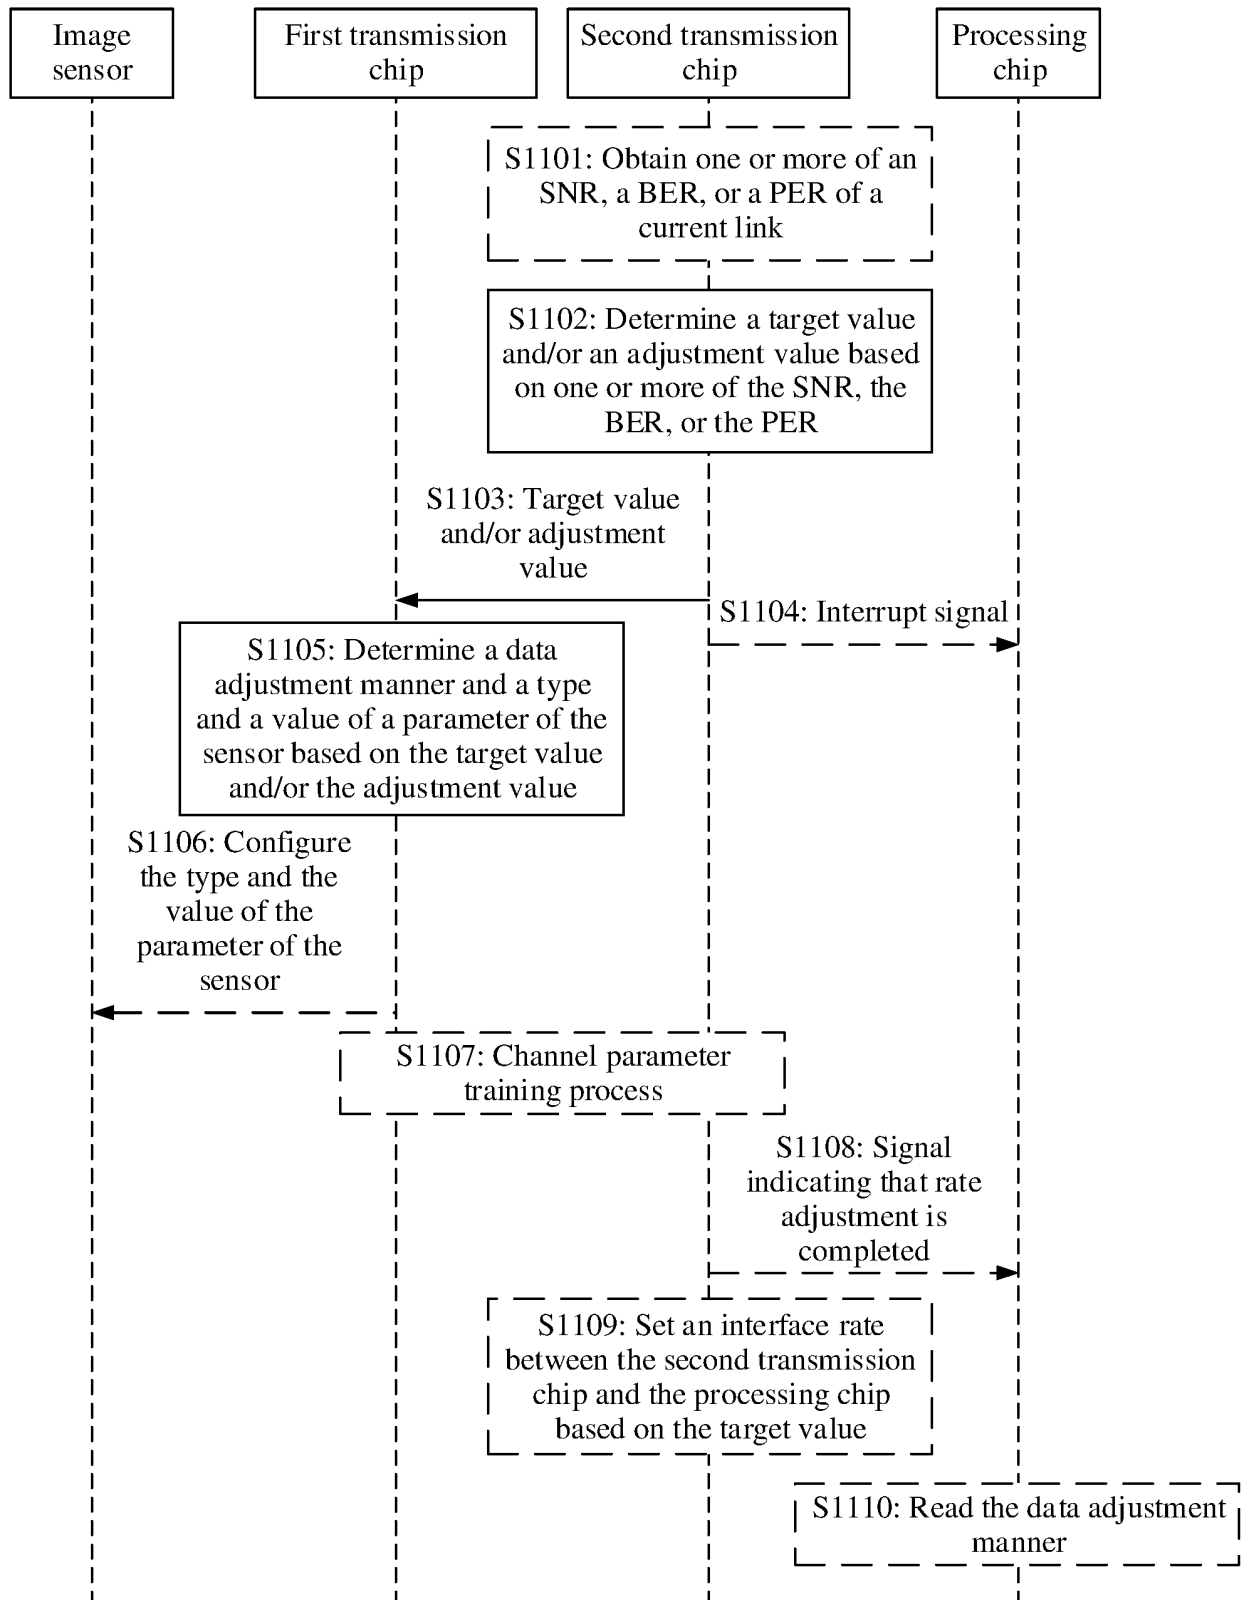 Image
sensor
First transmission
chip
Second transmission
chip
Processing
chip
S1101: Obtain one or more of an
SNR, a BER, or a PER of a
current link
S1102: Determine a target value
and/or an adjustment value based
on one or more of the SNR, the
BER, or the PER
S1103: Target value
and/or adjustment
value
S1104: Interrupt signal
S1105: Determine a data
adjustment manner and a type
and a value of a parameter of the
sensor based on the target value
and/or the adjustment value
S1106: Configure
the type and the
value of the
parameter of the
sensor
S1107: Channel parameter
training process
S1108: Signal
indicating that rate
adjustment is
completed
S1109: Set an interface rate
between the second transmission
chip and the processing chip
based on the target value
S1110: Read the data adjustment
manner